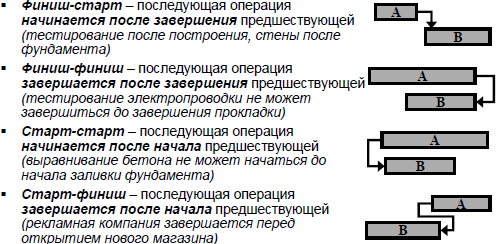 ▪ Финиш-старт – последующая операция
начинается после завершения предшествующей
(тестирование после построения, стены после
фундамента)
A
B
▪ Финиш-финиш – последующая операция
завершается после завершения предшествующей
(тестирование электропроводки не может
завершиться до завершения прокладки)
A
B
▪ Старт-старт – последующая операция
начинается после начала предшествующей
(выравнивание бетона не может начаться до
начала заливки фундамента)
A
B
▪ Старт-финиш – последующая операция
завершается после начала предшествующей
(рекламная компания завершается перед
открытием нового магазина)
A
B